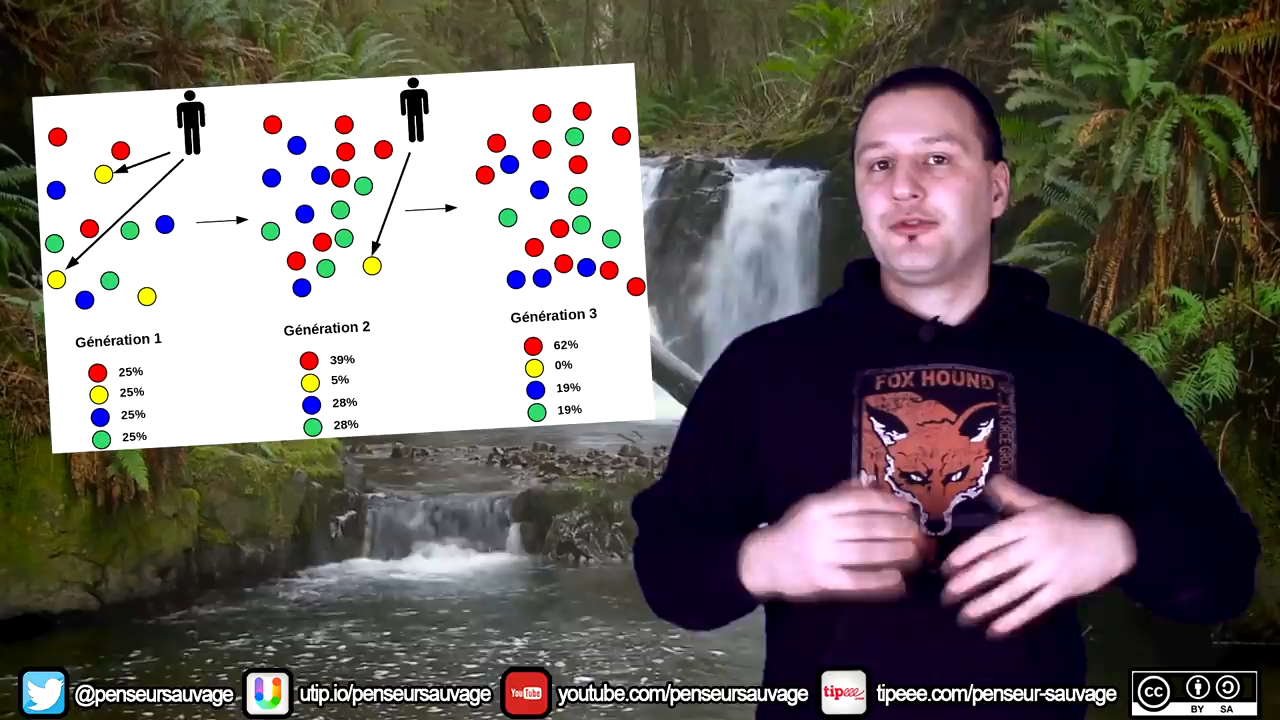 Génération 1
25%
25%
25%
25%
Génération 2
39%
5%
28%
28%
Génération 3
62%
0%
19%
19%
FOX HOUND
@penseursauvage
utip.io/penseursauvage
YouTube
youtube.com/penseursauvage
tipeee
tipeee.com/penseur-sauvage
cc
BY SA